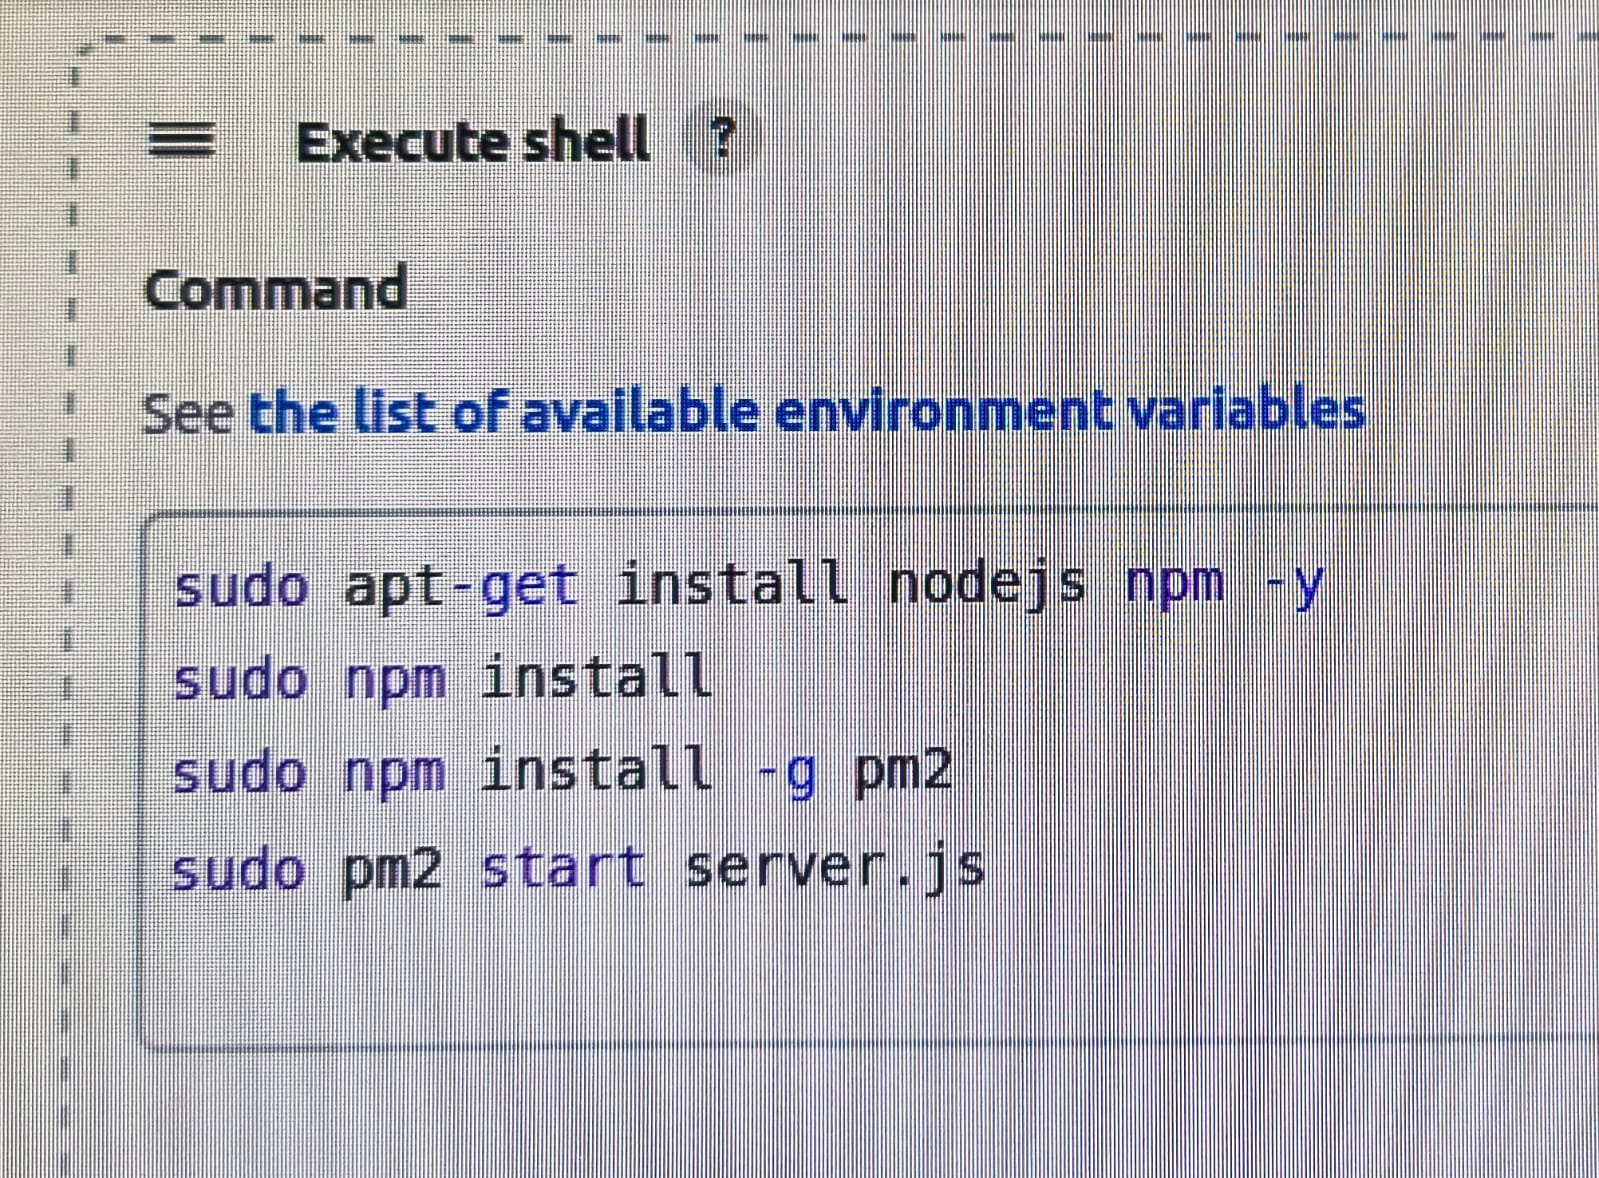 Execute shell ?
Command
See the list of available environment variables
sudo apt-get install nodejs npm -y
sudo npm install
sudo npm install -g pm2
sudo pm2 start server.js